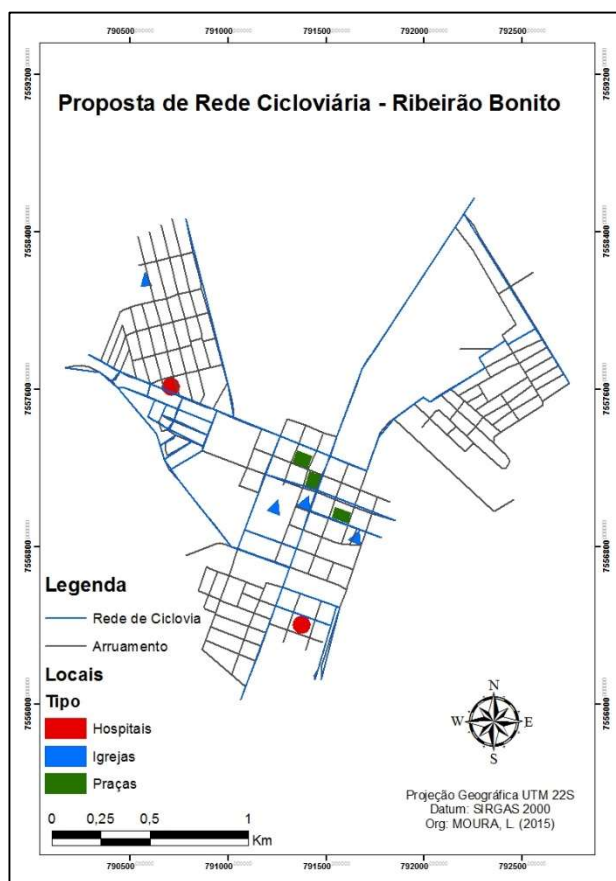 790500 791000 791500 792000 792500
7559200 7559200
Proposta de Rede Cicloviária - Ribeirão Bonito
7558400 7558400
7557600 7557600
7556800 7556800
Legenda
Rede de Ciclovia
Arruamento
Locais
Tipo
Hospitais
Igrejas
Praças
7556000 7556000
N
W E
S
0 0,25 0,5 1
Km
Projeção Geográfica UTM 22S
Datum: SIRGAS 2000
Org: MOURA, L. (2015)
790500 791000 791500 792000 792500